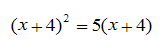 (x+4)² = 5(x+4)